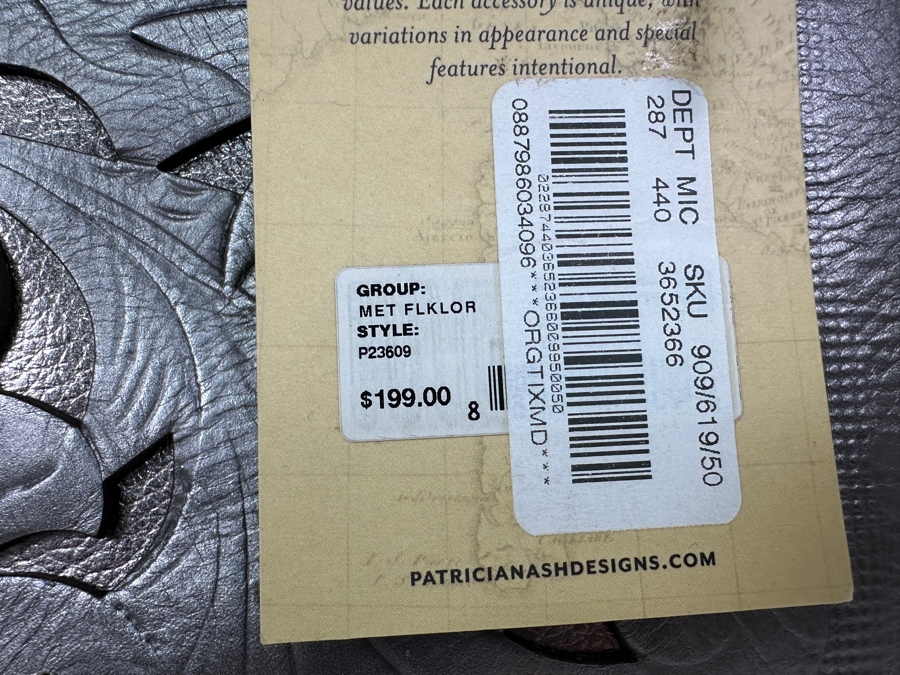 values. Each accessory is unique, with
variations in appearance and special
features intentional.
GROUP:
MET FLKLOR
STYLE:
P23609
$199.00
8
DEPT MIC SKU 909/619/50
287 440 3652366
222874403652366009950050
0887986034096***ORGTIXMD***
PATRICIANASHDESIGNS.COM